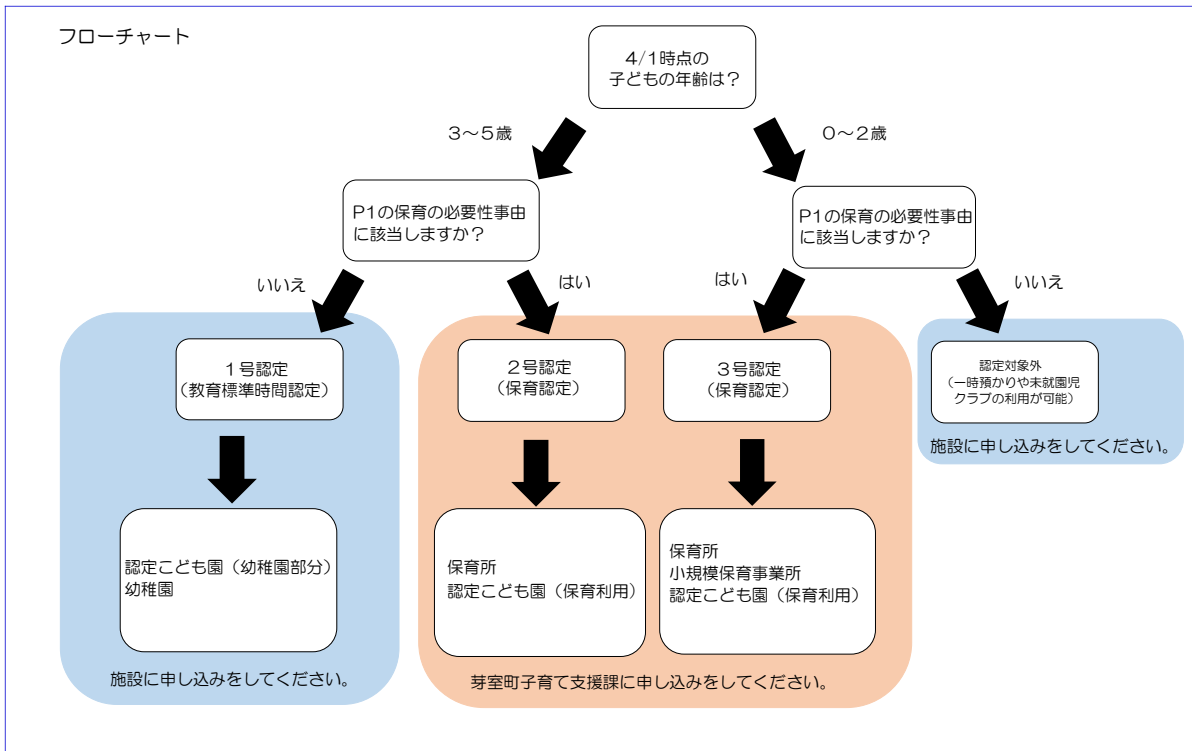 フローチャート
4/1時点の
子どもの年齢は？
3～5歳
0～2歳
P1の保育の必要性事由
に該当しますか？
P1の保育の必要性事由
に該当しますか？
いいえ
はい
はい
いいえ
1号認定
（教育標準時間認定）
2号認定
（保育認定）
3号認定
（保育認定）
認定対象外
（一時預かりや未就園児
クラブの利用が可能）
施設に申し込みをしてください。
認定こども園（幼稚園部分）
幼稚園
保育所
認定こども園（保育利用）
保育所
小規模保育事業所
認定こども園（保育利用）
施設に申し込みをしてください。
芽室町子育て支援課に申し込みをしてください。